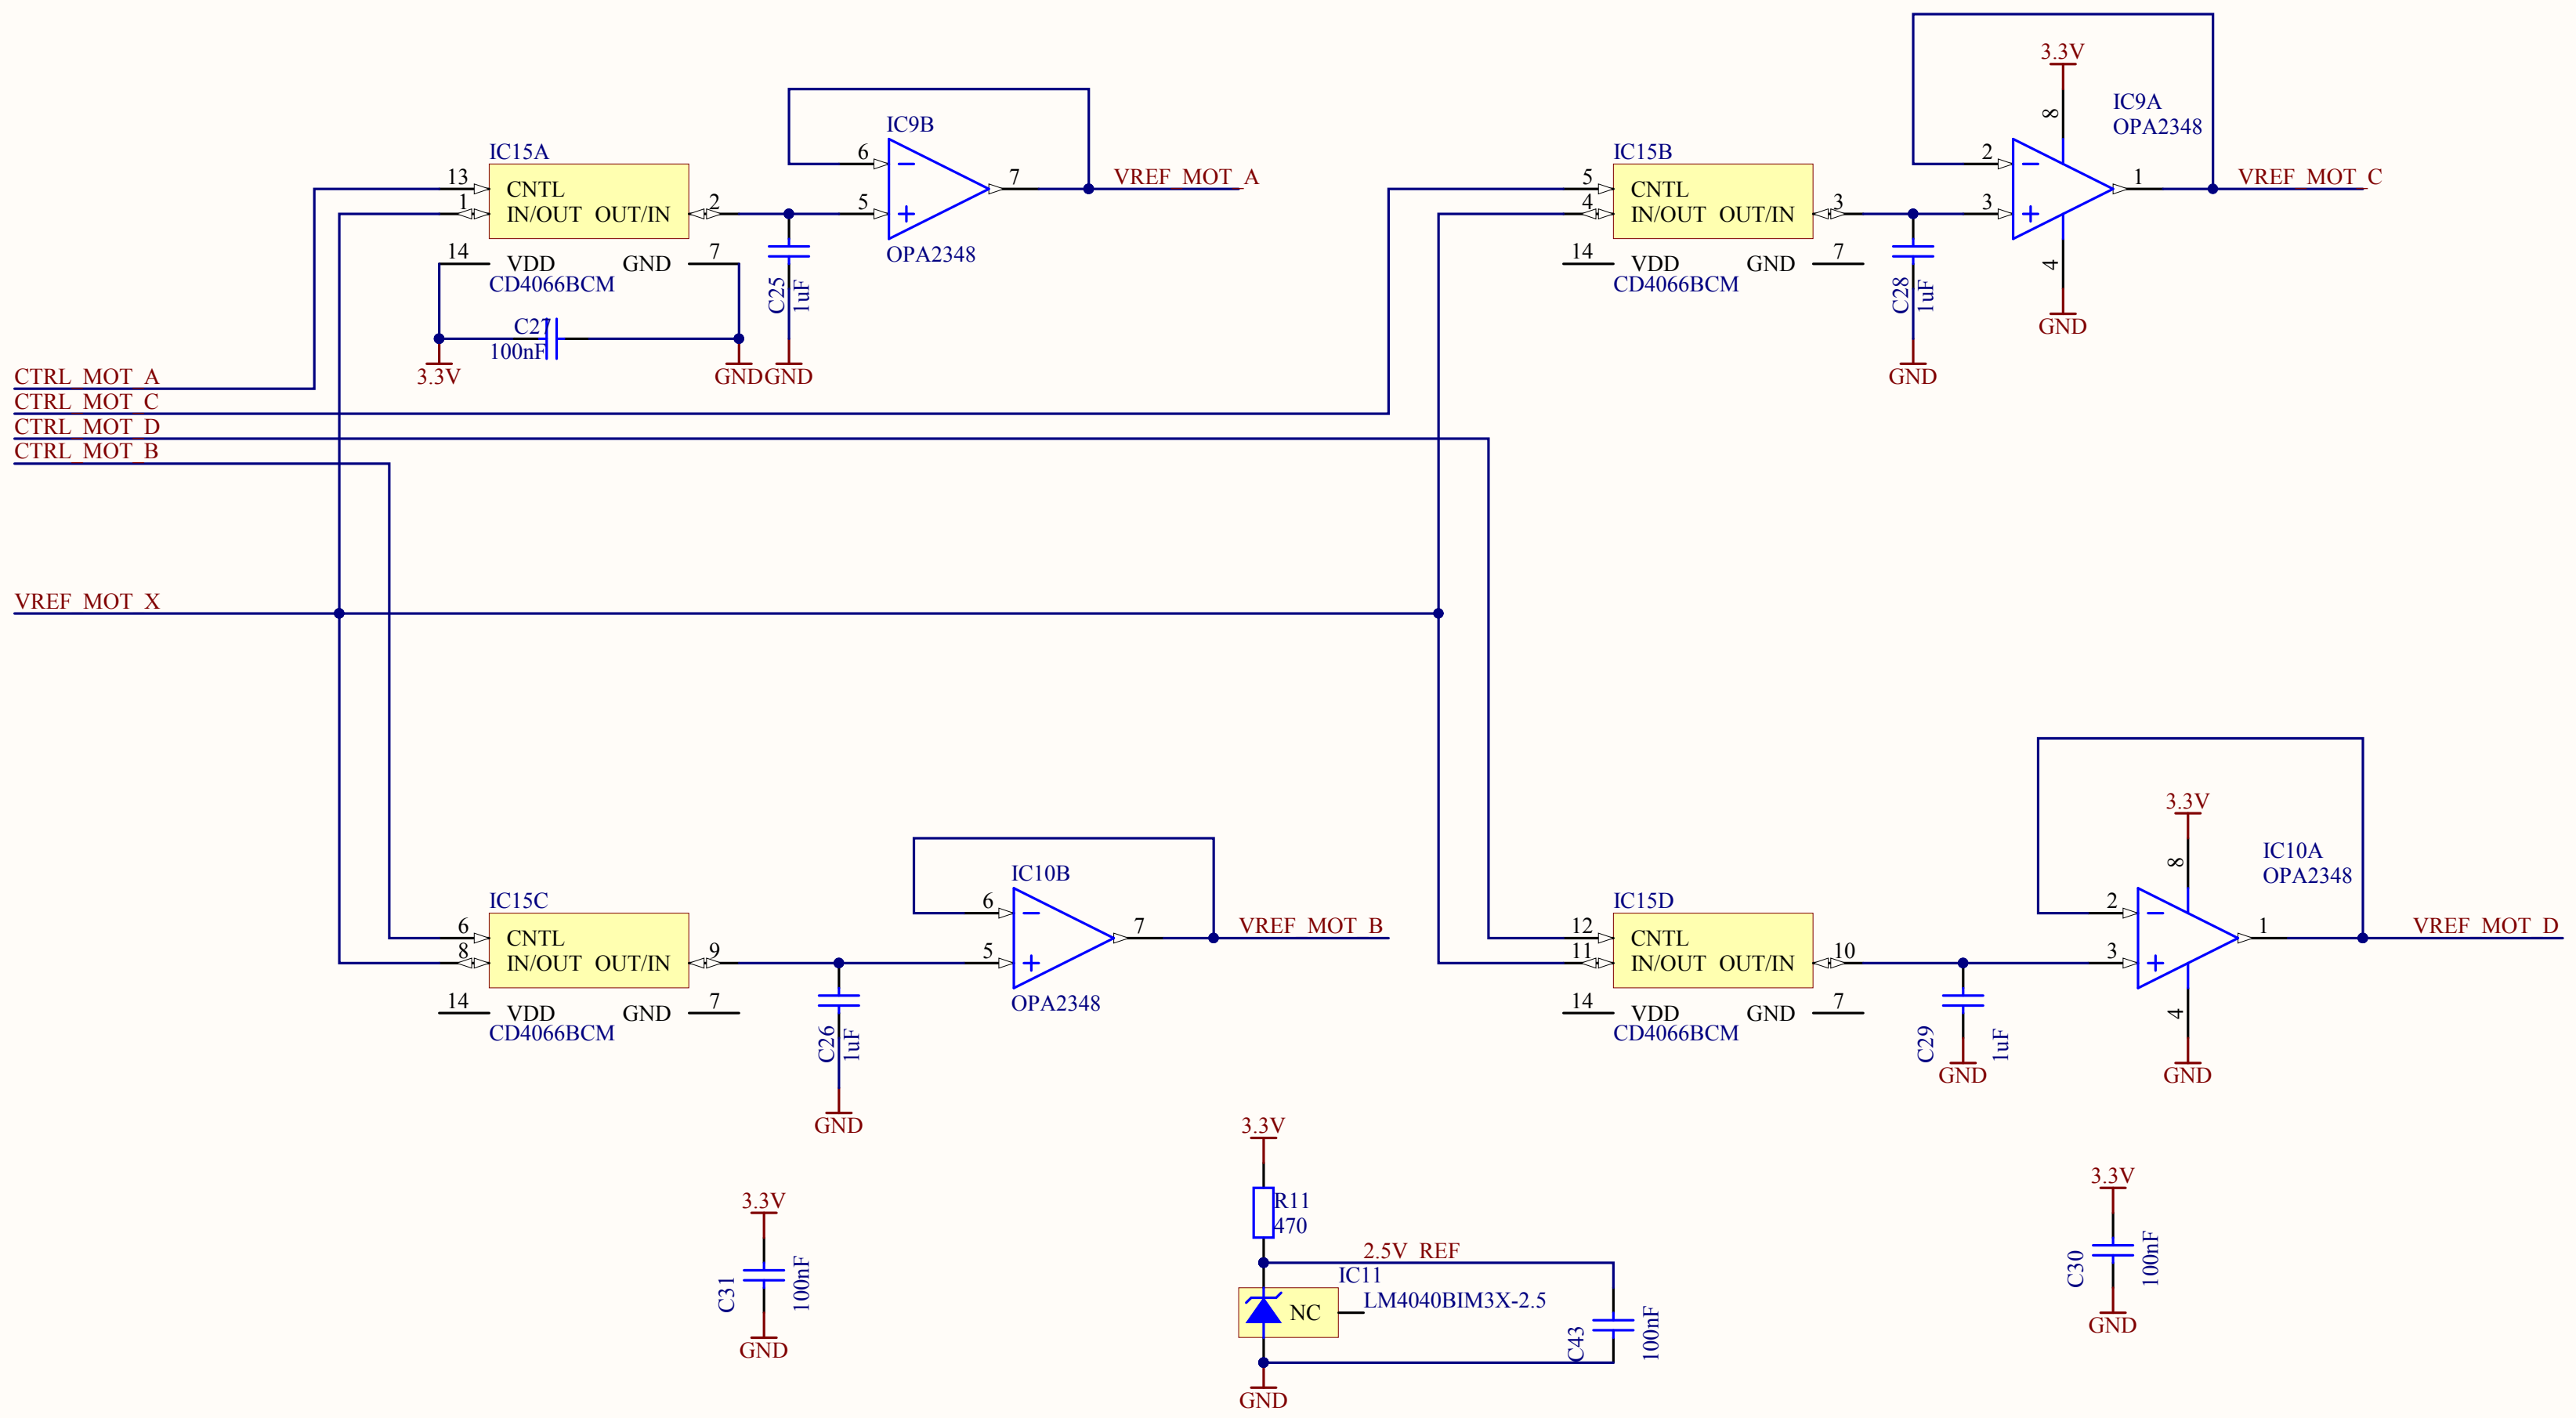 IC15A
13
CNTL
1
IN/OUT OUT/IN
2
14
VDD
GND
7
CD4066BCM
C27
100nF
3.3V
GND
C25
1uF
GND
IC9B
6
5
7
OPA2348
VREF_MOT_A
IC15B
5
CNTL
4
IN/OUT OUT/IN
3
14
VDD
GND
7
CD4066BCM
C28
1uF
GND
3.3V
8
IC9A
OPA2348
2
3
1
4
GND
VREF_MOT_C
CTRL_MOT_A
CTRL_MOT_C
CTRL_MOT_D
CTRL_MOT_B
VREF_MOT_X
IC15C
6
CNTL
8
IN/OUT OUT/IN
9
14
VDD
GND
7
CD4066BCM
C26
1uF
GND
IC10B
6
5
7
OPA2348
VREF_MOT_B
IC15D
12
CNTL
11
IN/OUT OUT/IN
10
14
VDD
GND
7
CD4066BCM
C29
1uF
GND
3.3V
8
IC10A
OPA2348
2
3
1
4
GND
VREF_MOT_D
3.3V
C31
100nF
GND
3.3V
R11
470
2.5V_REF
IC11
LM4040BIM3X-2.5
NC
C43
100nF
GND
3.3V
C30
100nF
GND